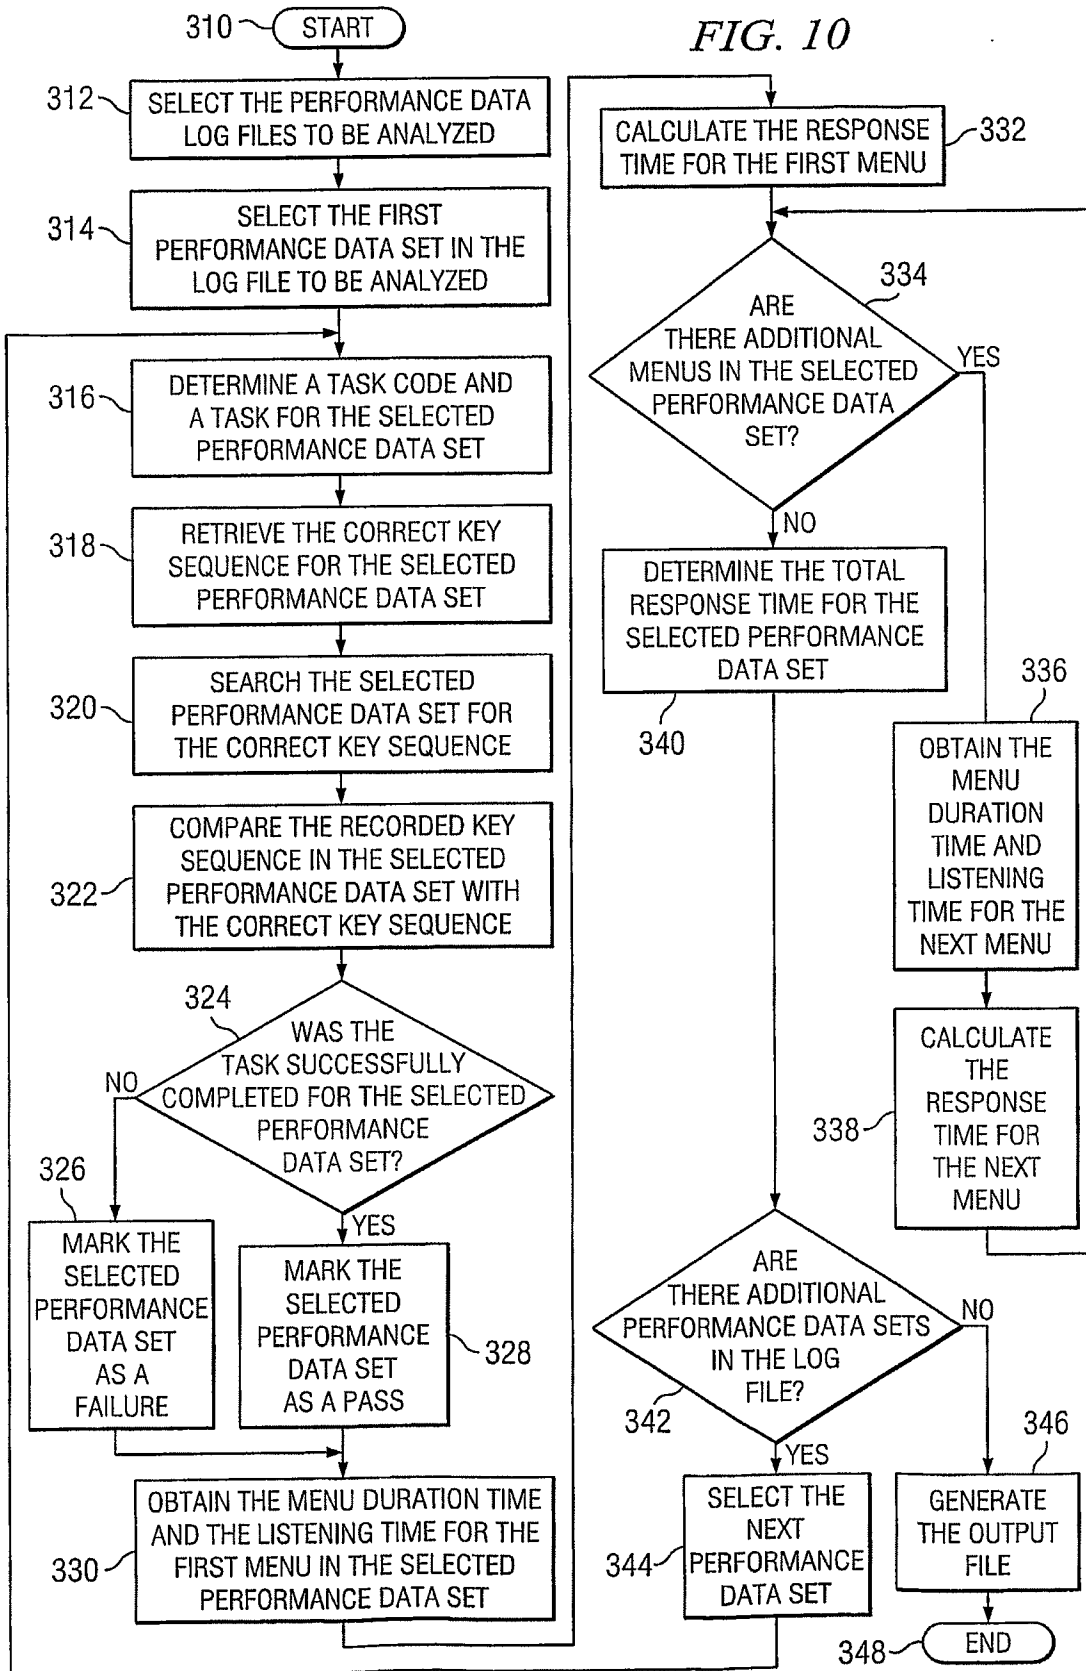 FIG. 10
310
START
312
SELECT THE PERFORMANCE DATA
LOG FILES TO BE ANALYZED
314
SELECT THE FIRST
PERFORMANCE DATA SET IN THE
LOG FILE TO BE ANALYZED
316
DETERMINE A TASK CODE AND
A TASK FOR THE SELECTED
PERFORMANCE DATA SET
318
RETRIEVE THE CORRECT KEY
SEQUENCE FOR THE SELECTED
PERFORMANCE DATA SET
320
SEARCH THE SELECTED
PERFORMANCE DATA SET FOR
THE CORRECT KEY SEQUENCE
322
COMPARE THE RECORDED KEY
SEQUENCE IN THE SELECTED
PERFORMANCE DATA SET WITH
THE CORRECT KEY SEQUENCE
324
WAS THE
TASK SUCCESSFULLY
COMPLETED FOR THE SELECTED
PERFORMANCE
DATA SET?
NO
YES
326
MARK THE
SELECTED
PERFORMANCE
DATA SET
AS A
FAILURE
MARK THE
SELECTED
PERFORMANCE
DATA SET
AS A PASS
328
330
OBTAIN THE MENU DURATION TIME
AND THE LISTENING TIME FOR THE
FIRST MENU IN THE SELECTED
PERFORMANCE DATA SET
CALCULATE THE RESPONSE
TIME FOR THE FIRST MENU
332
334
ARE
THERE ADDITIONAL
MENUS IN THE SELECTED
PERFORMANCE DATA
SET?
YES
NO
DETERMINE THE TOTAL
RESPONSE TIME FOR THE
SELECTED PERFORMANCE
DATA SET
340
336
OBTAIN THE
MENU
DURATION
TIME AND
LISTENING
TIME FOR THE
NEXT MENU
338
CALCULATE
THE
RESPONSE
TIME FOR
THE NEXT
MENU
ARE
THERE ADDITIONAL
PERFORMANCE DATA SETS
IN THE LOG
FILE?
342
NO
YES
344
SELECT THE
NEXT
PERFORMANCE
DATA SET
346
GENERATE
THE OUTPUT
FILE
348
END